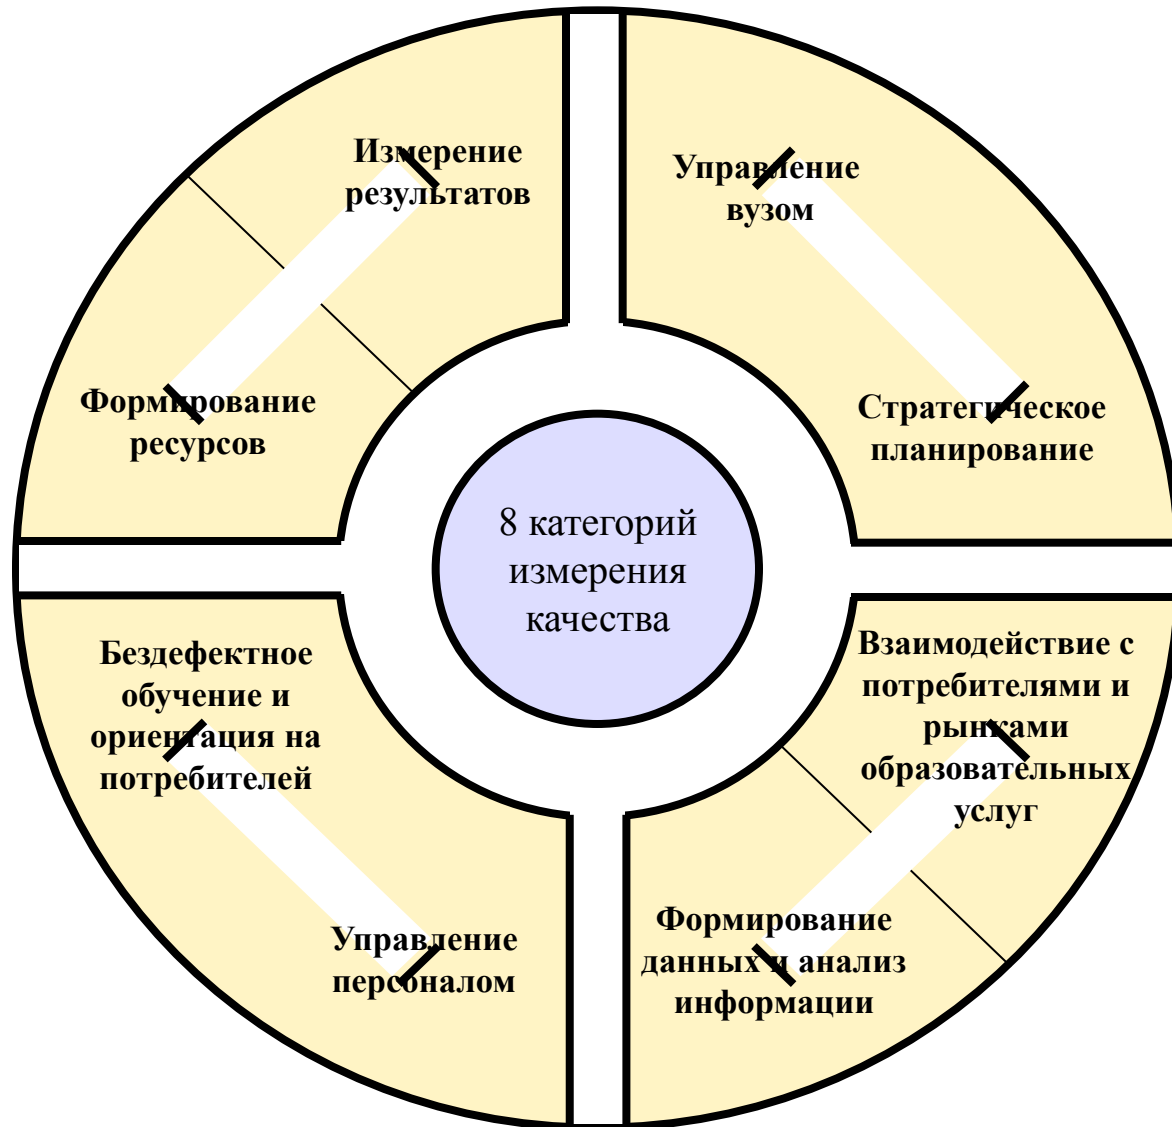 Измерение
результатов
Управление
вузом
Формирование
ресурсов
Стратегическое
планирование
8 категорий
измерения
качества
Бездефектное
обучение и
ориентация на
потребителей
Взаимодействие с
потребителями и
рынками
образовательных
услуг
Управление
персоналом
Формирование
данных и анализ
информации